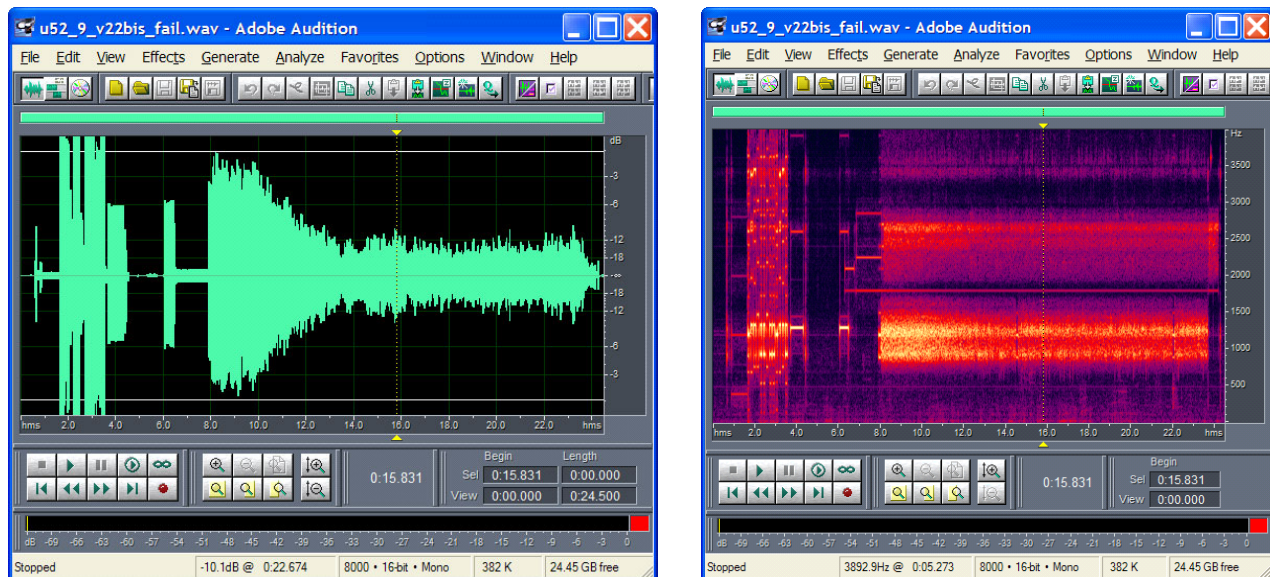 u52_9_v22bis_fail.wav - Adobe Audition
File Edit View Effects Generate Analyze Favorites Options Window Help
dB
-3
-6
-12
-18
-∞
-18
-12
-6
-3
hms 2.0 4.0 6.0 8.0 10.0 12.0 14.0 16.0 18.0 20.0 22.0 hms
0:15.831
Begin Length
Sel 0:15.831 0:00.000
View 0:00.000 0:24.500
dB -69 -66 -63 -60 -57 -54 -51 -48 -45 -42 -39 -36 -33 -30 -27 -24 -21 -18 -15 -12 -9 -6 -3 0
Stopped -10.1dB @ 0:22.674 8000 • 16-bit • Mono 382 K 24.45 GB free
u52_9_v22bis_fail.wav - Adobe Audition
File Edit View Effects Generate Analyze Favorites Options Window Help
Hz
3500
3000
2500
2000
1500
1000
500
hms 2.0 4.0 6.0 8.0 10.0 12.0 14.0 16.0 18.0 20.0 22.0 hms
0:15.831
Begin
Sel 0:15.831
View 0:00.000
dB -69 -66 -63 -60 -57 -54 -51 -48 -45 -42 -39 -36 -33 -30 -27 -24 -21 -18 -15 -12 -9 -6 -3 0
Stopped 3892.9Hz @ 0:05.273 8000 • 16-bit • Mono 382 K 24.45 GB free